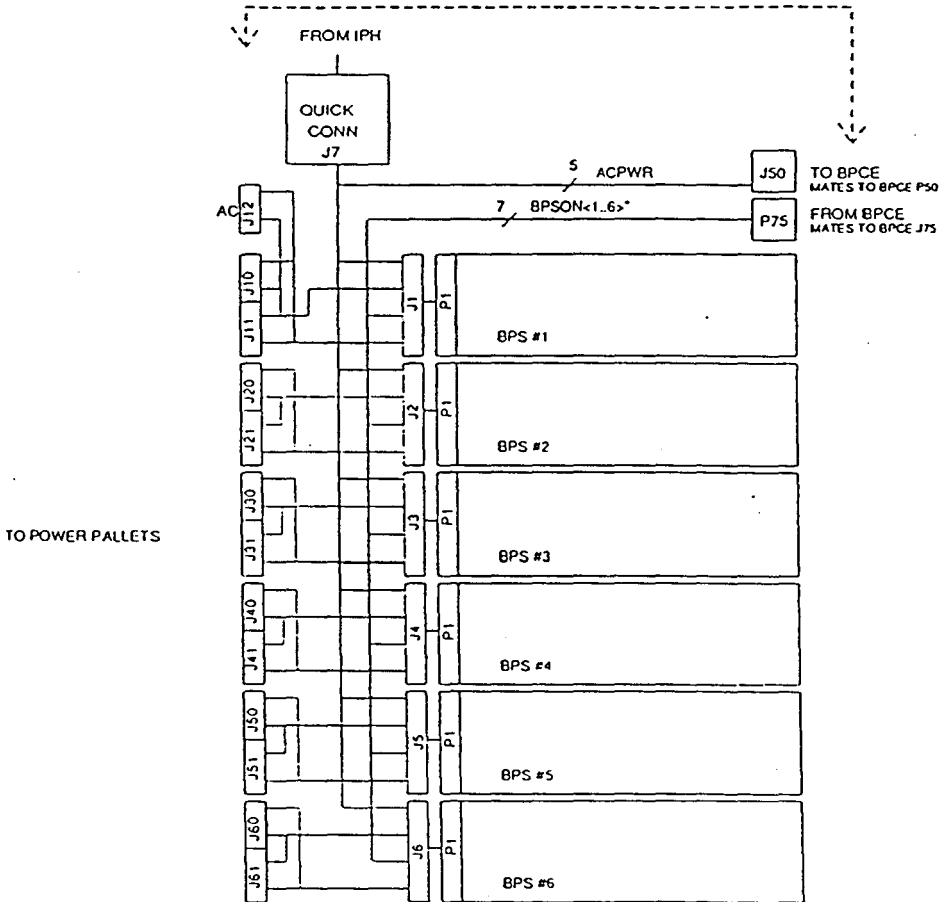 FROM IPH
QUICK
CONN
J7
5
ACPWR
J50
TO BPCE
MATES TO BPCE P50
AC
J12
7
BPSON<1..6>*
P75
FROM BPCE
MATES TO BPCE J75
J10
J11
J1
P1
BPS #1
J20
J21
J2
P1
BPS #2
TO POWER PALLETS
J30
J31
J3
P1
BPS #3
J40
J41
J4
P1
BPS #4
J50
J51
J5
P1
BPS #5
J60
J61
J6
P1
BPS #6